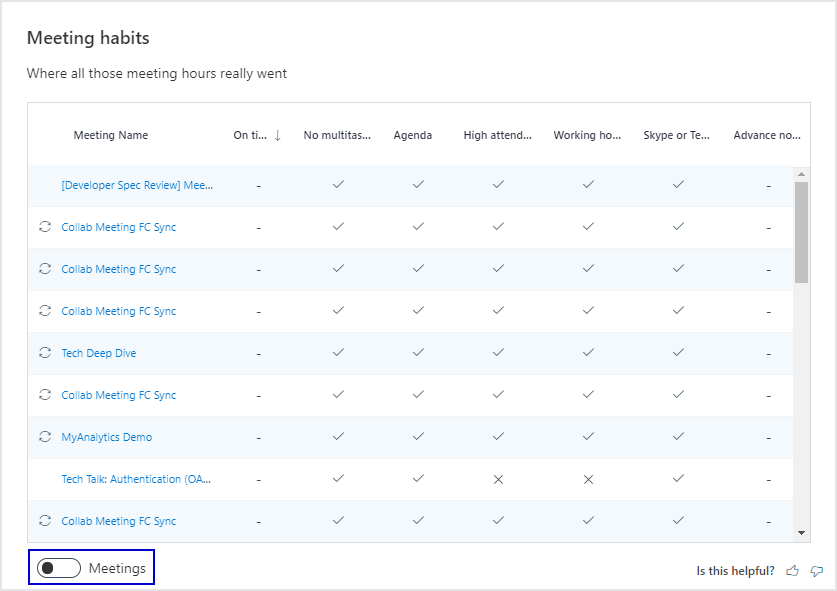 Meeting habits
Where all those meeting hours really went
Meeting Name On ti... ↓ No multitas... Agenda High attend... Working ho... Skype or Te... Advance no...
[Developer Spec Review] Mee... - ✓ ✓ ✓ ✓ ✓ -
Collab Meeting FC Sync - ✓ ✓ ✓ ✓ ✓ -
Collab Meeting FC Sync - ✓ ✓ ✓ ✓ ✓ -
Collab Meeting FC Sync - ✓ ✓ ✓ ✓ ✓ -
Tech Deep Dive - ✓ ✓ ✓ ✓ ✓ -
Collab Meeting FC Sync - ✓ ✓ ✓ ✓ ✓ -
MyAnalytics Demo - ✓ ✓ ✓ ✓ ✓ -
Tech Talk: Authentication (OA... - ✓ ✓ ✕ ✕ ✓ -
Collab Meeting FC Sync - ✓ ✓ ✓ ✓ ✓ -
Meetings
Is this helpful?